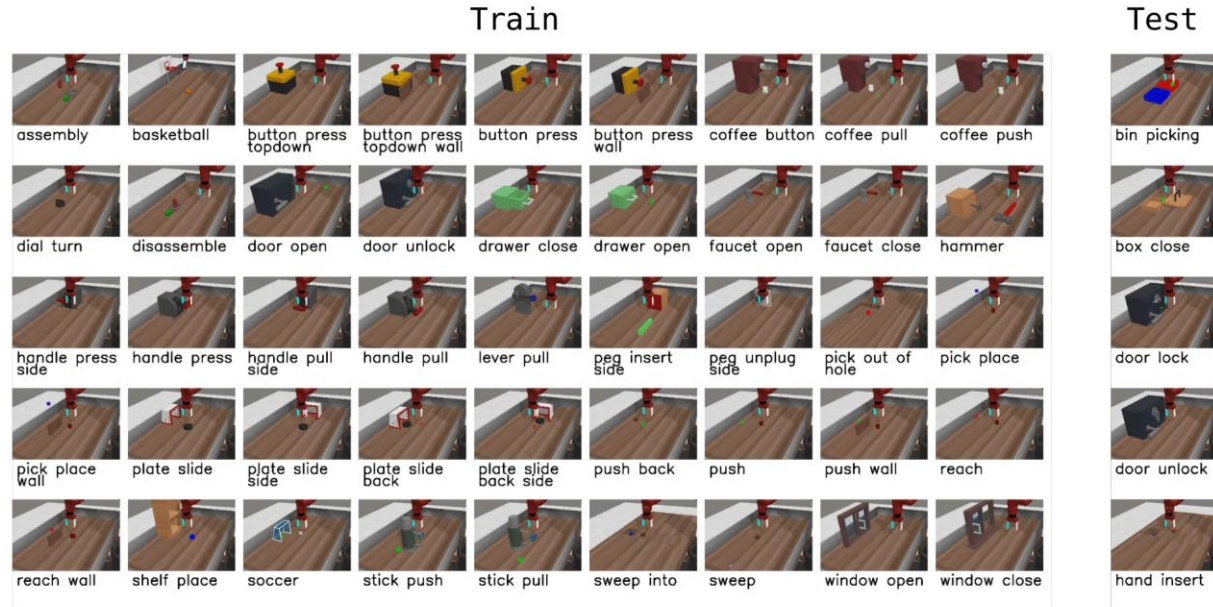 Train
Test
assembly
basketball
button press
topdown
button press
topdown wall
button press
button press
wall
coffee button
coffee pull
coffee push
bin picking
dial turn
disassemble
door open
door unlock
drawer close
drawer open
faucet open
faucet close
hammer
box close
handle press
side
handle press
handle pull
side
handle pull
lever pull
peg insert
side
peg unplug
side
pick out of
hole
pick place
door lock
pick place
wall
plate slide
plate slide
side
plate slide
back
plate slide
back side
push back
push
push wall
reach
door unlock
reach wall
shelf place
soccer
stick push
stick pull
sweep into
sweep
window open
window close
hand insert